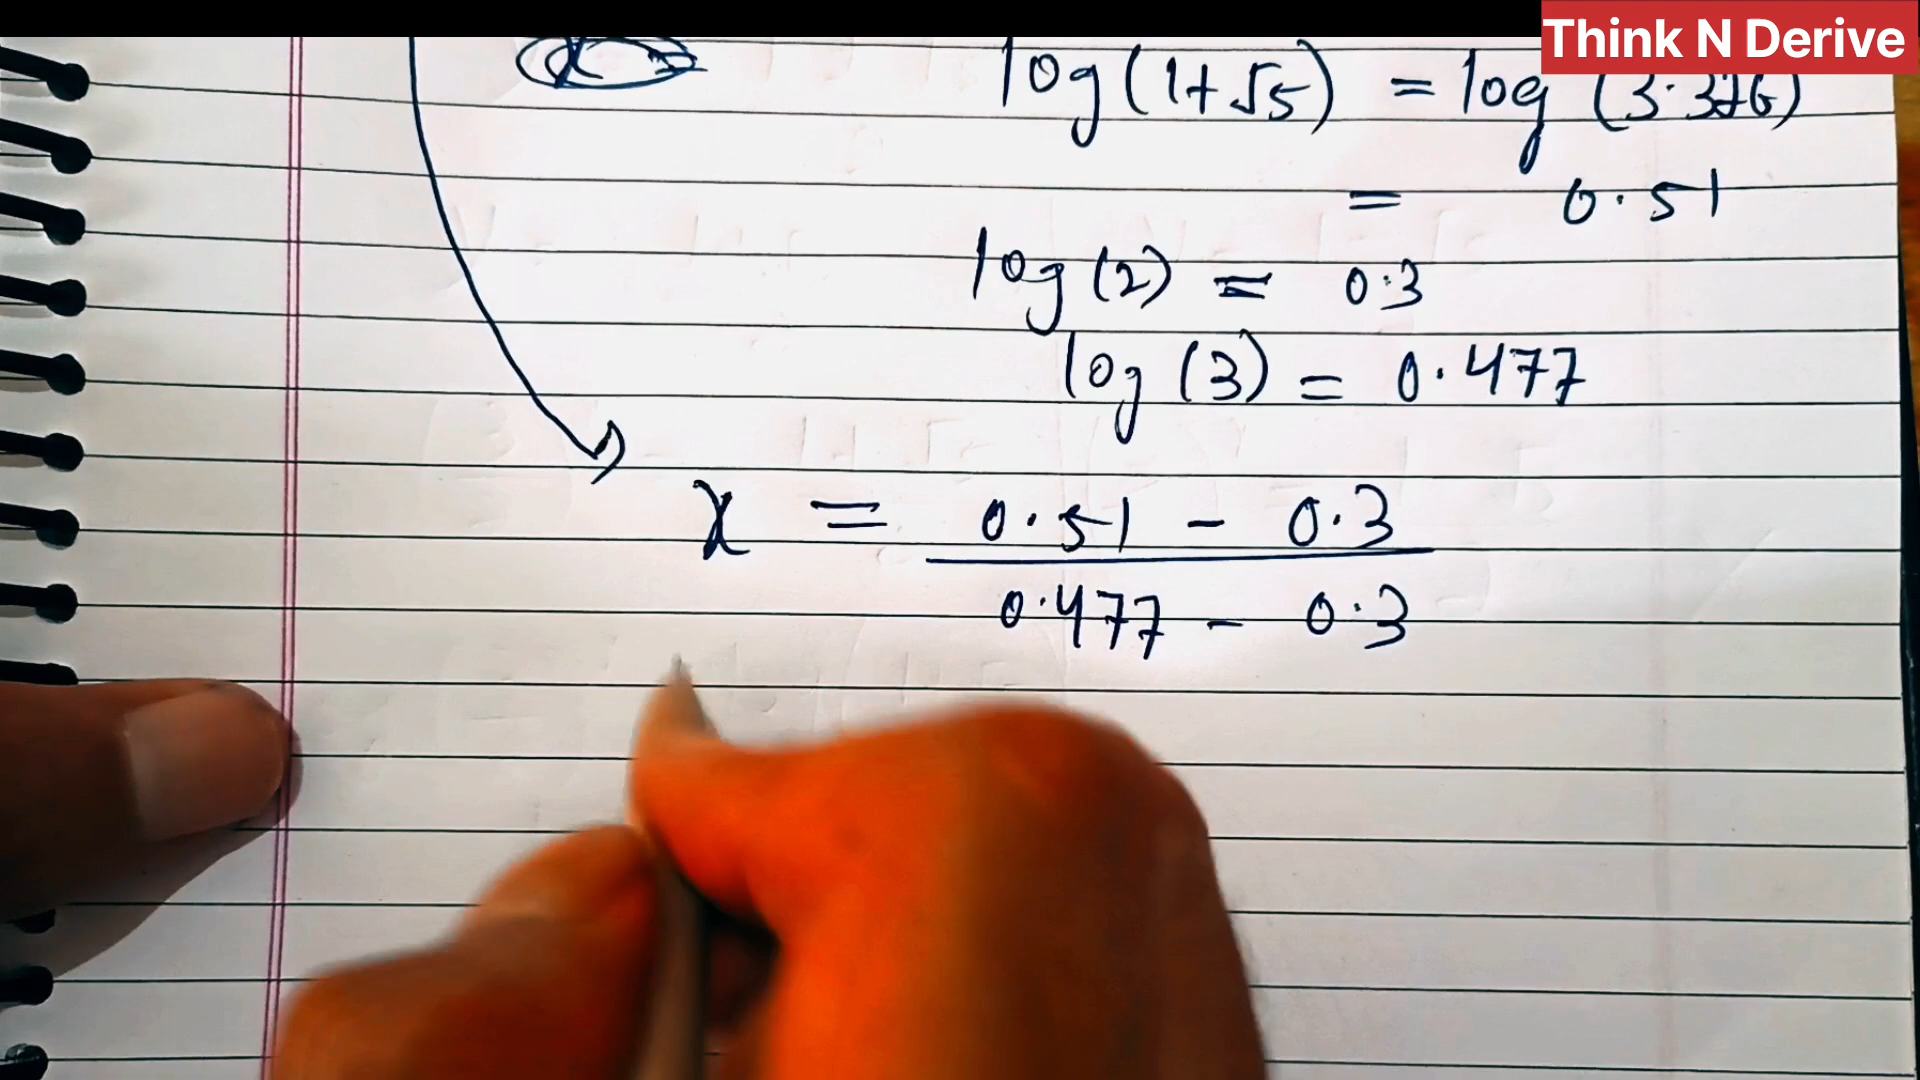 Think N Derive
log(1+√5) = log (3.376)
= 0.51
log (2) = 0.3
log (3) = 0.477
x = 0.51 - 0.3
0.477 - 0.3